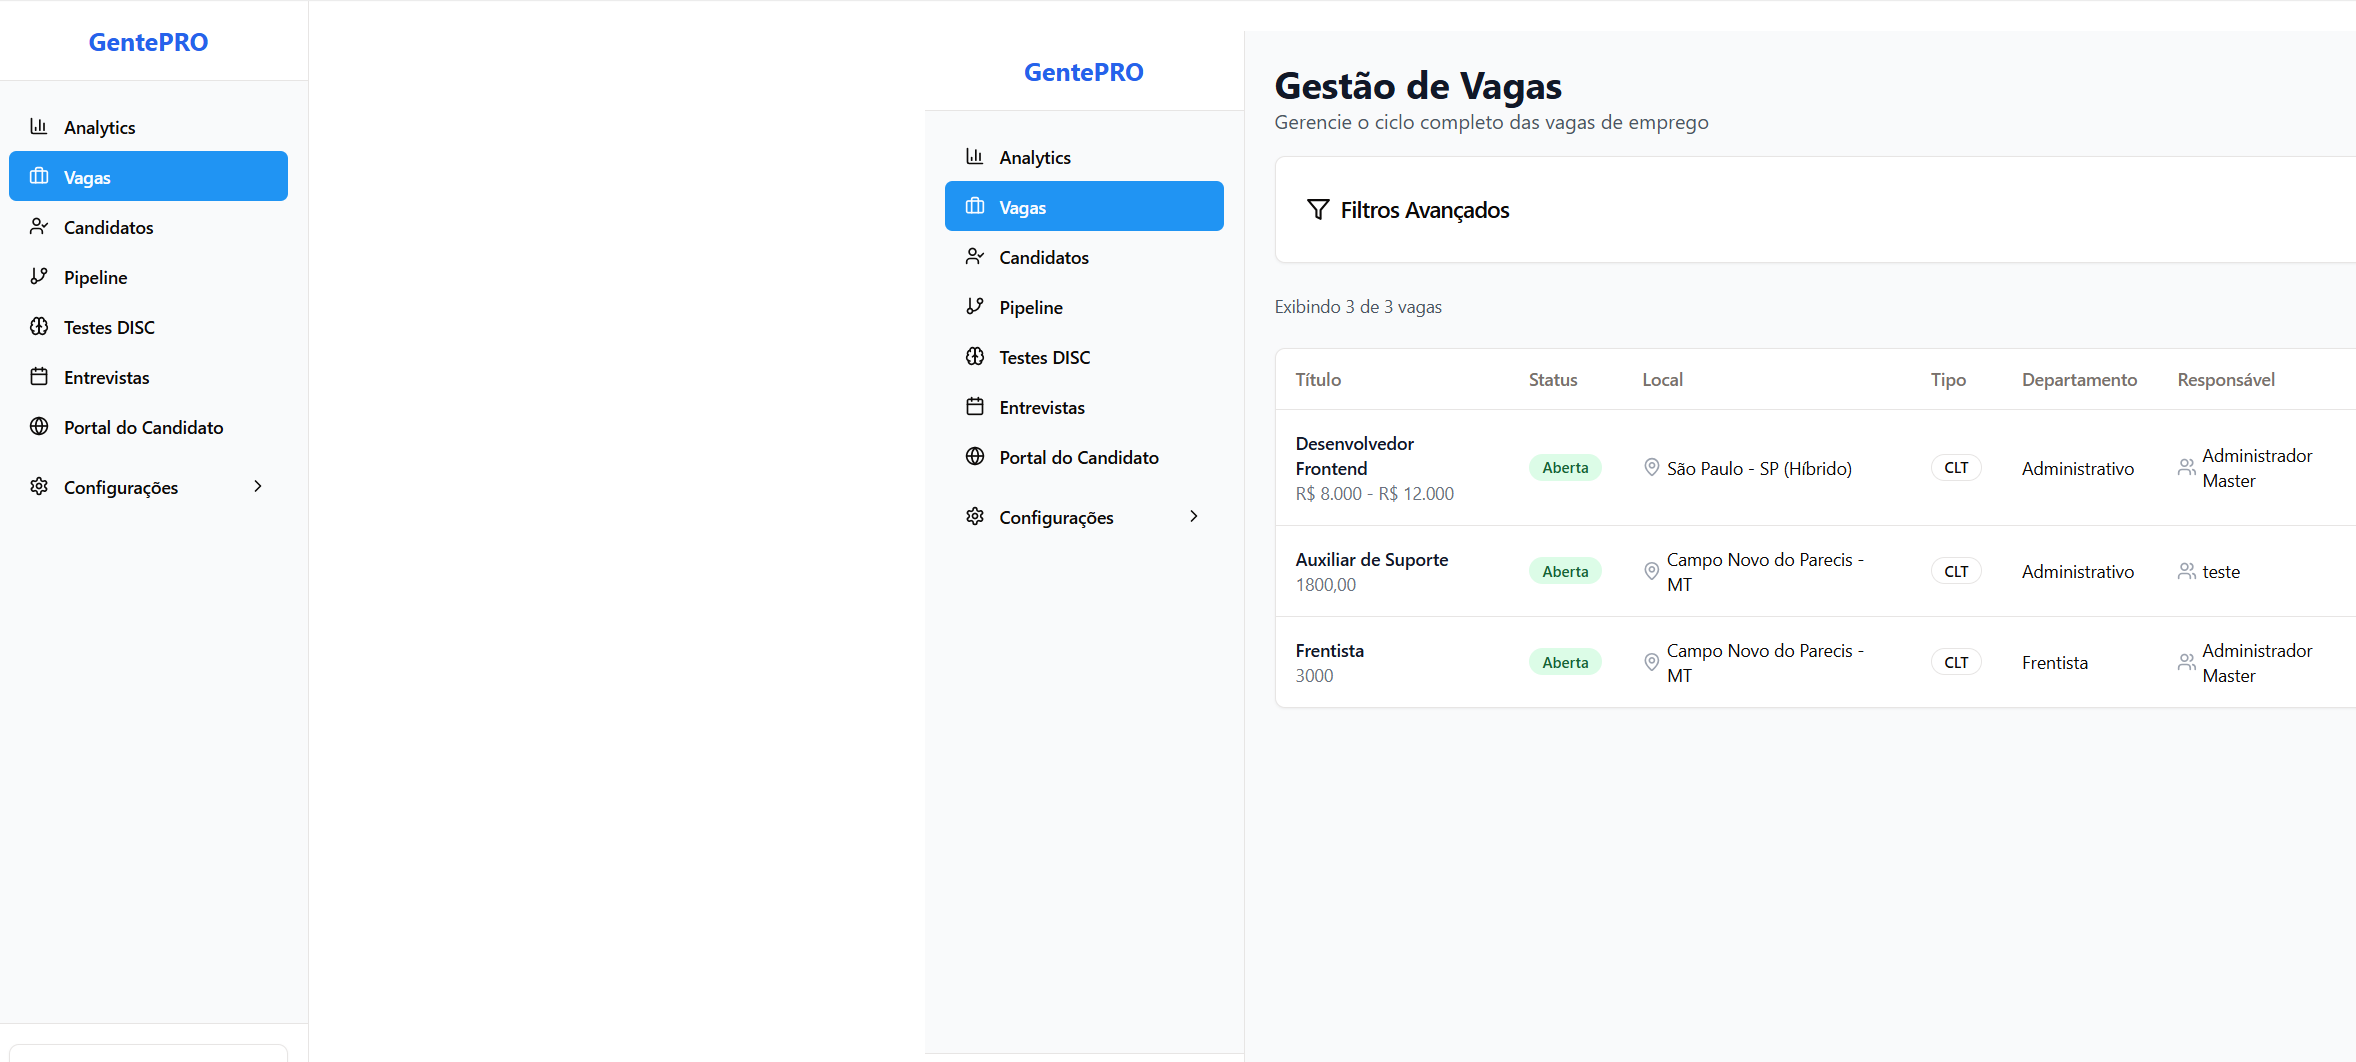 GentePRO
Analytics
Vagas
Candidatos
Pipeline
Testes DISC
Entrevistas
Portal do Candidato
Configurações
GentePRO
Analytics
Vagas
Candidatos
Pipeline
Testes DISC
Entrevistas
Portal do Candidato
Configurações
Gestão de Vagas
Gerencie o ciclo completo das vagas de emprego
Filtros Avançados
Exibindo 3 de 3 vagas
Título Status Local Tipo Departamento Responsável
Desenvolvedor
Frontend
R$ 8.000 - R$ 12.000
Aberta
São Paulo - SP (Híbrido)
CLT
Administrativo
Administrador
Master
Auxiliar de Suporte
1800,00
Aberta
Campo Novo do Parecis -
MT
CLT
Administrativo
teste
Frentista
3000
Aberta
Campo Novo do Parecis -
MT
CLT
Frentista
Administrador
Master